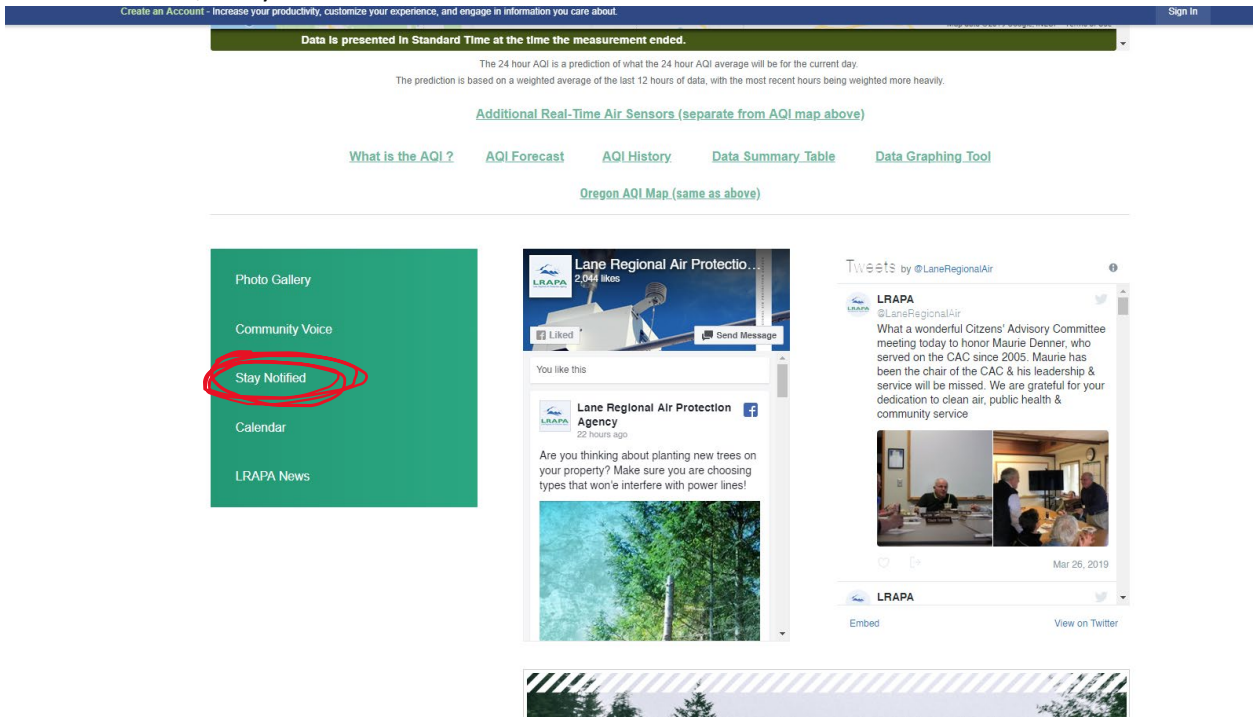 Create an Account - Increase your productivity, customize your experience, and engage in information you care about.
Sign In
Data is presented in Standard Time at the time the measurement ended.
The 24 hour AQI is a prediction of what the 24 hour AQI average will be for the current day.
The prediction is based on a weighted average of the last 12 hours of data, with the most recent hours being weighted more heavily.
Additional Real-Time Air Sensors (separate from AQI map above)
What is the AQI ?
AQI Forecast
AQI History
Data Summary Table
Data Graphing Tool
Oregon AQI Map (same as above)
Photo Gallery
Community Voice
Stay Notified
Calendar
LRAPA News
LRAPA
Lane Regional Air Protectio...
2,044 likes
Liked
Send Message
You like this
LRAPA
Lane Regional Air Protection
Agency
22 hours ago
Are you thinking about planting new trees on
your property? Make sure you are choosing
types that won'e interfere with power lines!
Tweets by @LaneRegionalAir
LRAPA
@LaneRegionalAir
What a wonderful Citzens' Advisory Committee
meeting today to honor Maurie Denner, who
served on the CAC since 2005. Maurie has
been the chair of the CAC & his leadership &
service will be missed. We are grateful for your
dedication to clean air, public health &
community service
Mar 26, 2019
LRAPA
Embed
View on Twitter